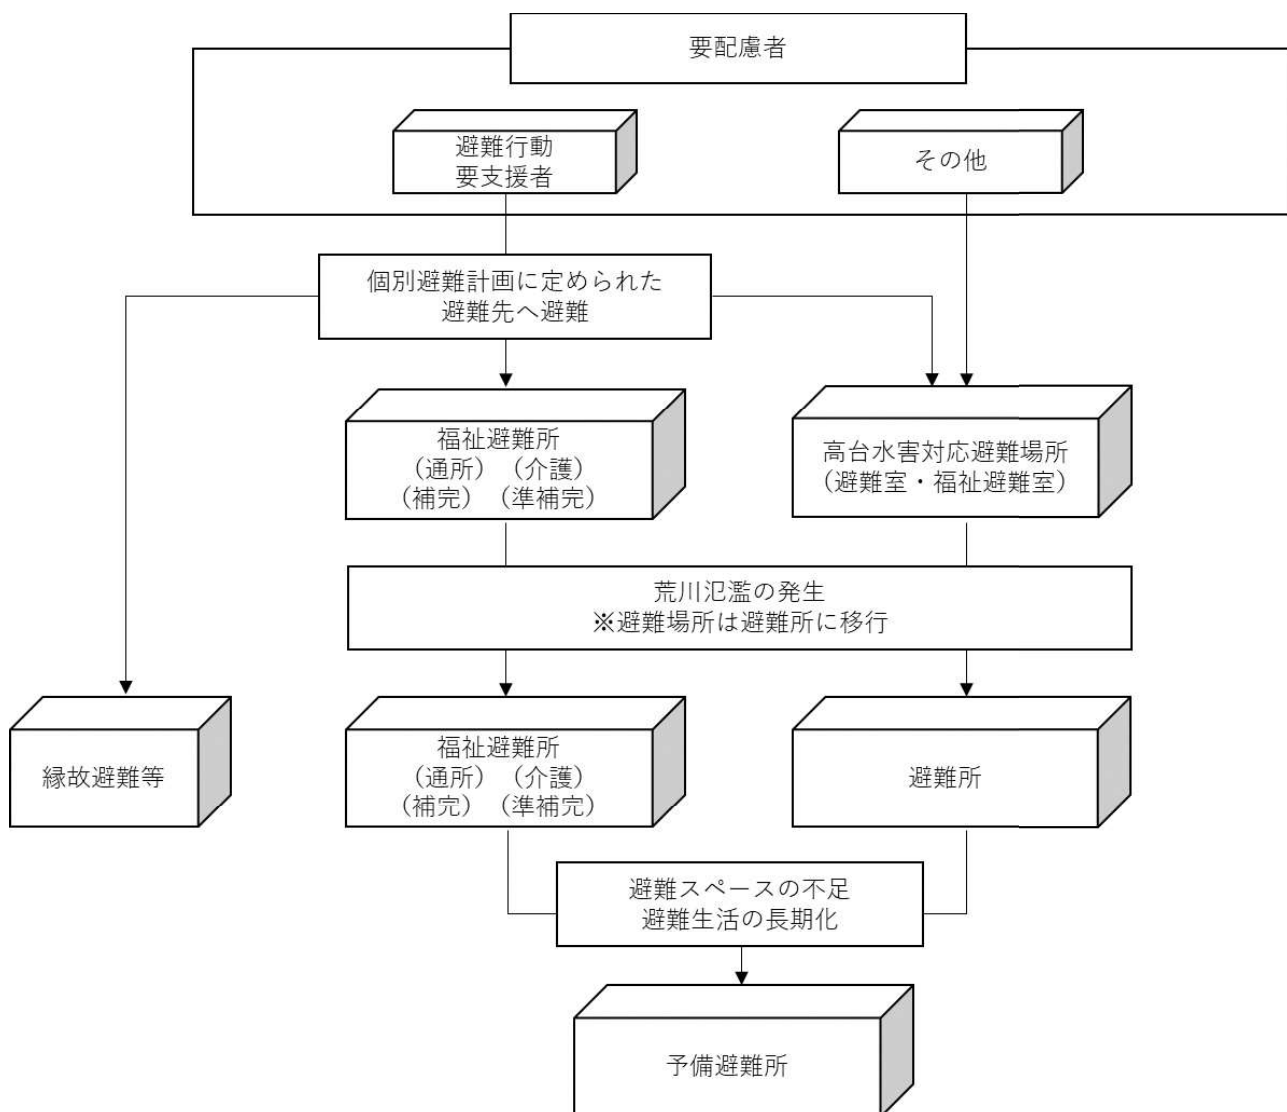 要配慮者
避難行動
要支援者
その他
個別避難計画に定められた
避難先へ避難
福祉避難所
（通所）（介護）
（補完）（準補完）
高台水害対応避難場所
（避難室・福祉避難室）
荒川氾濫の発生
※避難場所は避難所に移行
縁故避難等
福祉避難所
（通所）（介護）
（補完）（準補完）
避難所
避難スペースの不足
避難生活の長期化
予備避難所